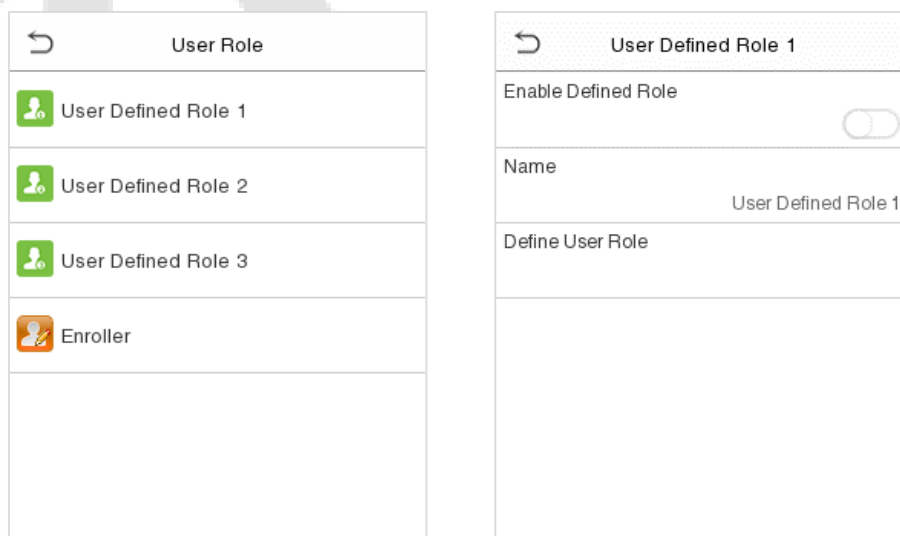 User Role
User Defined Role 1
User Defined Role 2
User Defined Role 3
Enroller
User Defined Role 1
Enable Defined Role
Name
User Defined Role 1
Define User Role